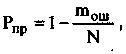 Pпр = 1 - mош/N,